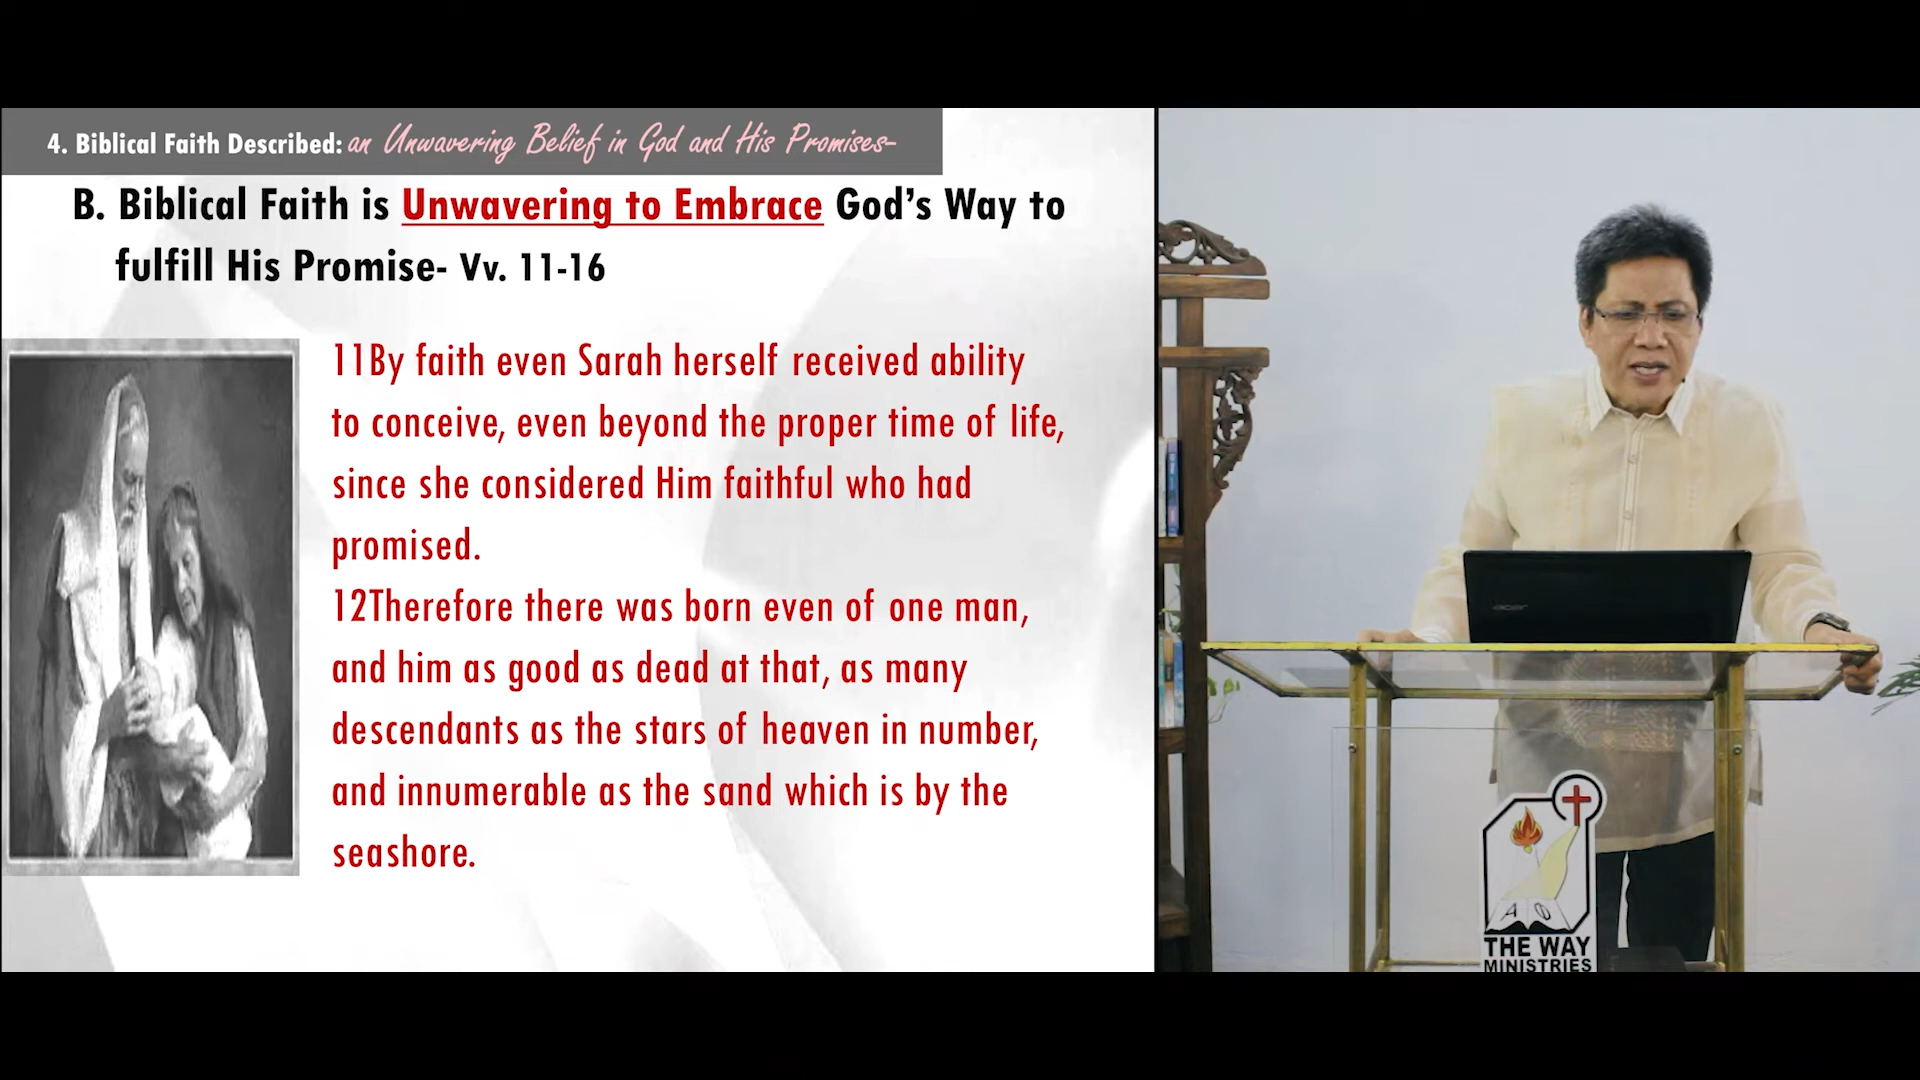 4. Biblical Faith Described: an Unwavering Belief in God and His Promises-
B. Biblical Faith is Unwavering to Embrace God’s Way to
fulfill His Promise- Vv. 11-16
11By faith even Sarah herself received ability
to conceive, even beyond the proper time of life,
since she considered Him faithful who had
promised.
12Therefore there was born even of one man,
and him as good as dead at that, as many
descendants as the stars of heaven in number,
and innumerable as the sand which is by the
seashore.
acer
A Ω
THE WAY
MINISTRIES